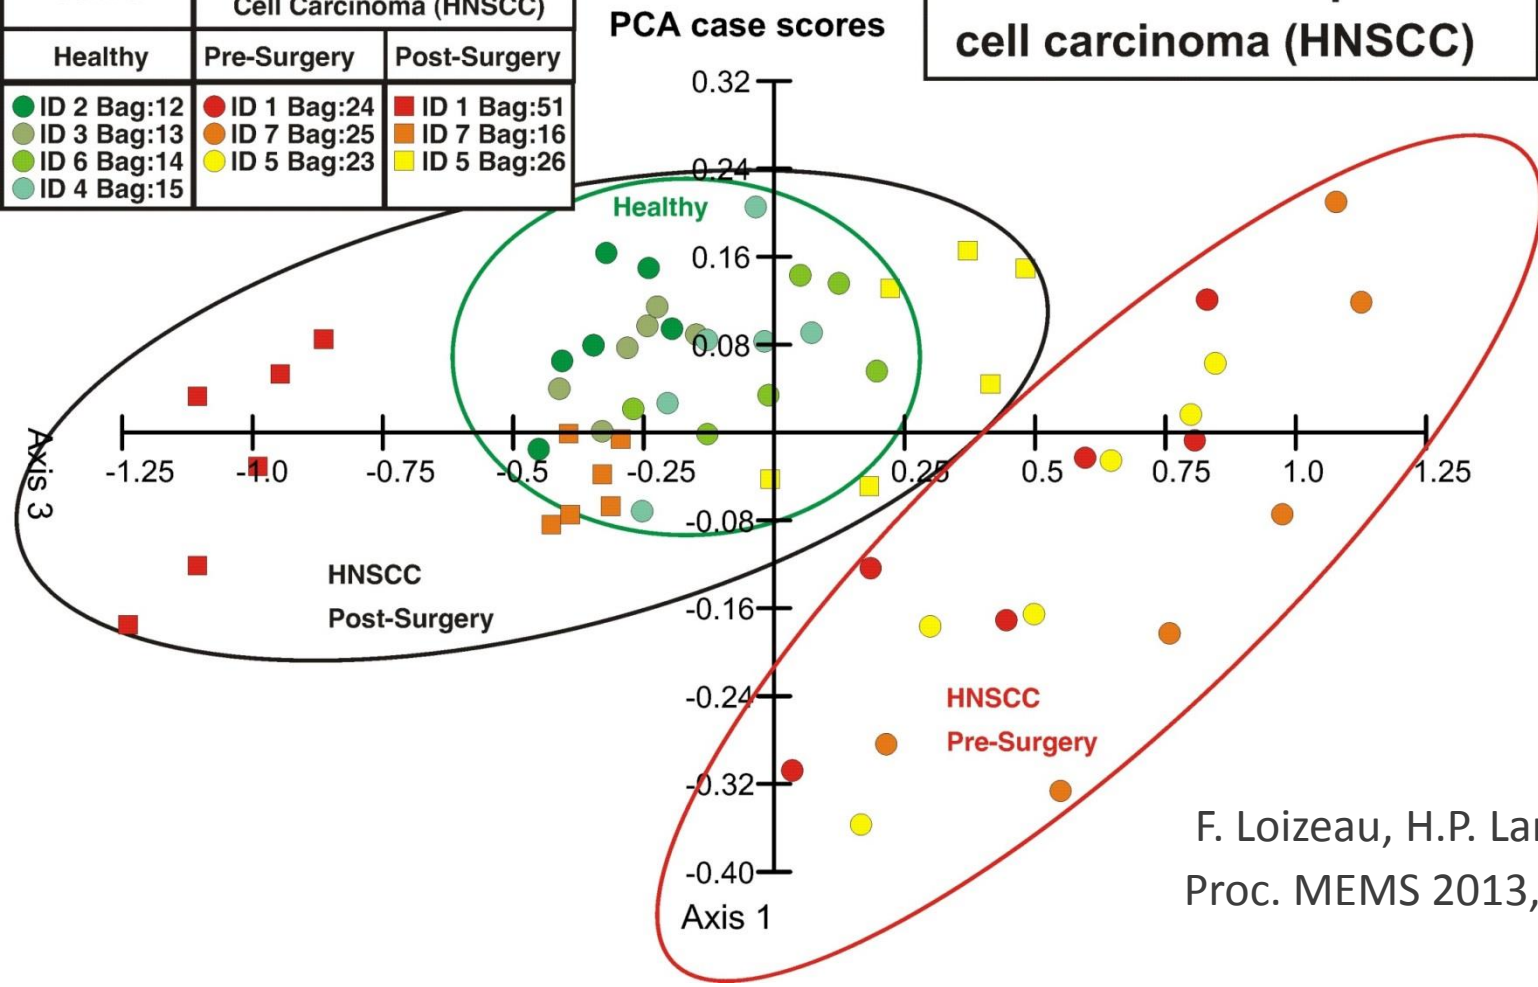 Cell Carcinoma (HNSCC)
Healthy
Pre-Surgery
Post-Surgery
ID 2 Bag:12
ID 3 Bag:13
ID 6 Bag:14
ID 4 Bag:15
ID 1 Bag:24
ID 7 Bag:25
ID 5 Bag:23
ID 1 Bag:51
ID 7 Bag:16
ID 5 Bag:26
PCA case scores
cell carcinoma (HNSCC)
0.32
0.24
0.16
0.08
-0.08
-0.16
-0.24
-0.32
-0.40
Axis 1
Axis 3
-1.25
-1.0
-0.75
-0.5
-0.25
0.25
0.5
0.75
1.0
1.25
Healthy
HNSCC
Post-Surgery
HNSCC
Pre-Surgery
F. Loizeau, H.P.
Proc. MEMS 2013,